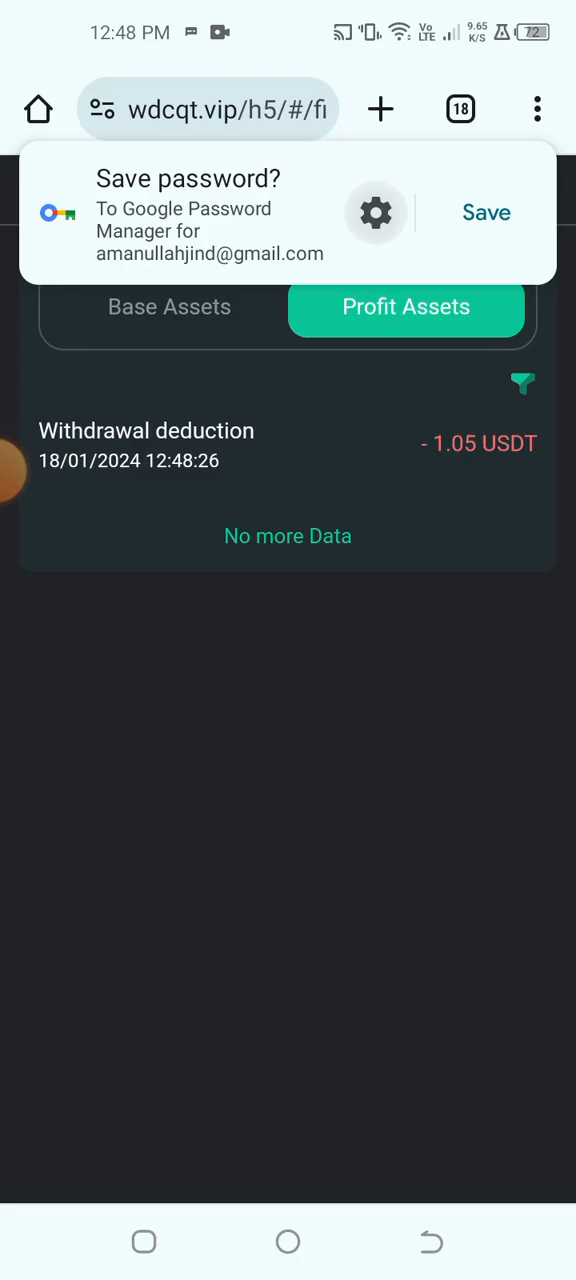 12:48 PM
Vo
LTE
9.65
K/S
72
wdcqt.vip/h5/#/fi
18
Save password?
To Google Password
Manager for
amanullahjind@gmail.com
Save
Base Assets
Profit Assets
Withdrawal deduction
- 1.05 USDT
18/01/2024 12:48:26
No more Data